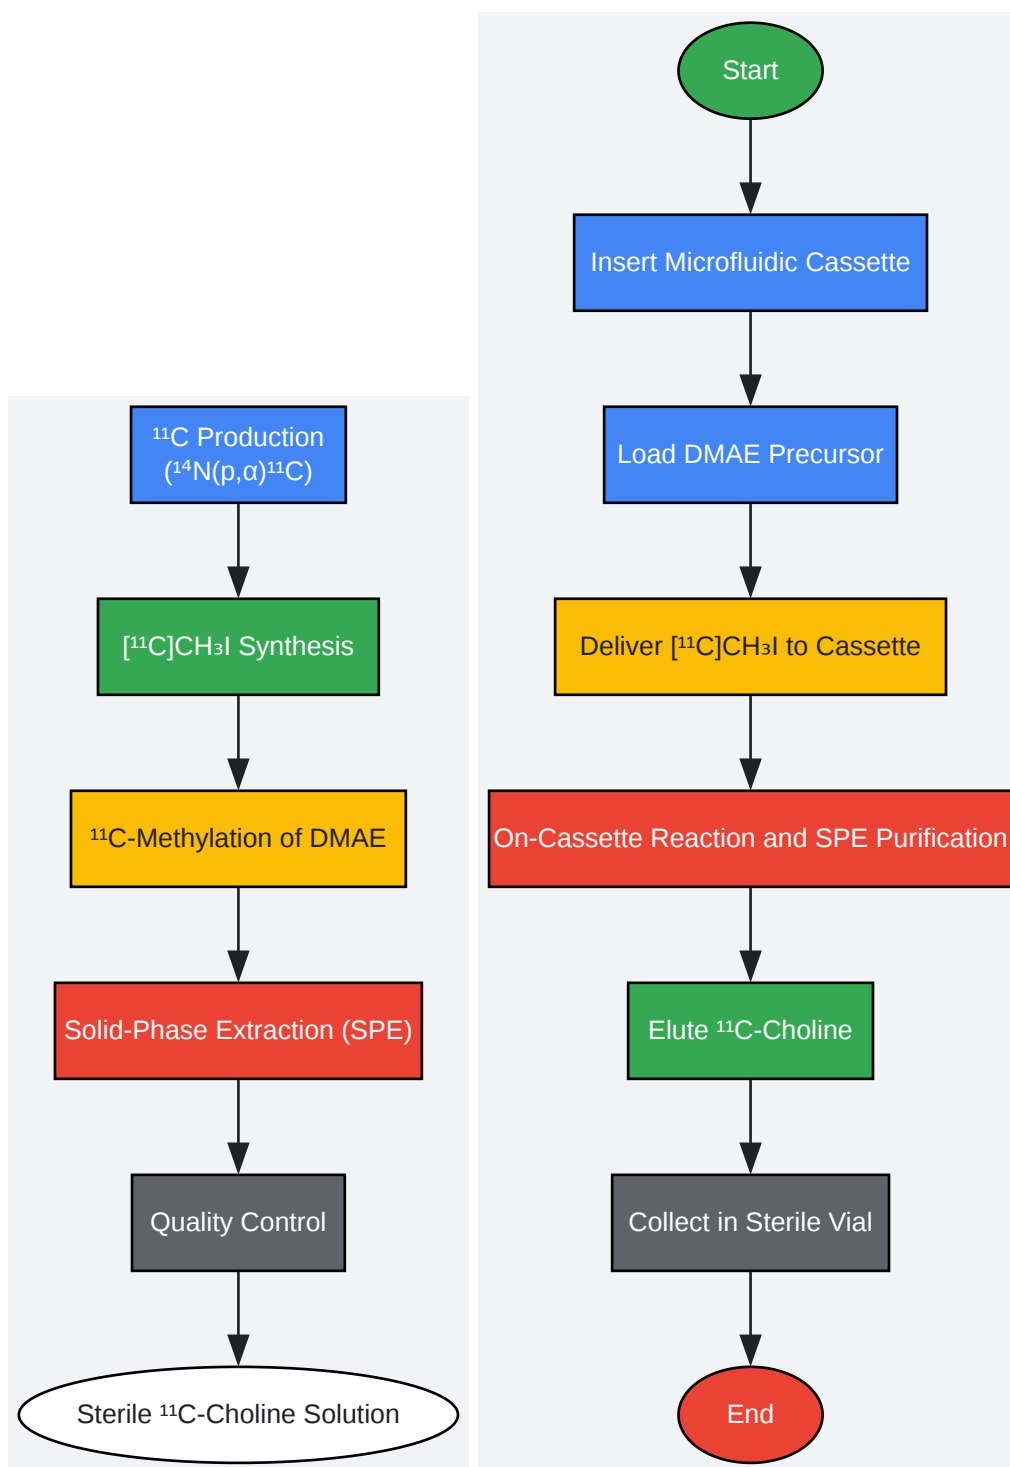 ¹¹C Production
(¹⁴N(p,α)¹¹C)
[¹¹C]CH₃I Synthesis
¹¹C-Methylation of DMAE
Solid-Phase Extraction (SPE)
Quality Control
Sterile ¹¹C-Choline Solution
Start
Insert Microfluidic Cassette
Load DMAE Precursor
Deliver [¹¹C]CH₃I to Cassette
On-Cassette Reaction and SPE Purification
Elute ¹¹C-Choline
Collect in Sterile Vial
End